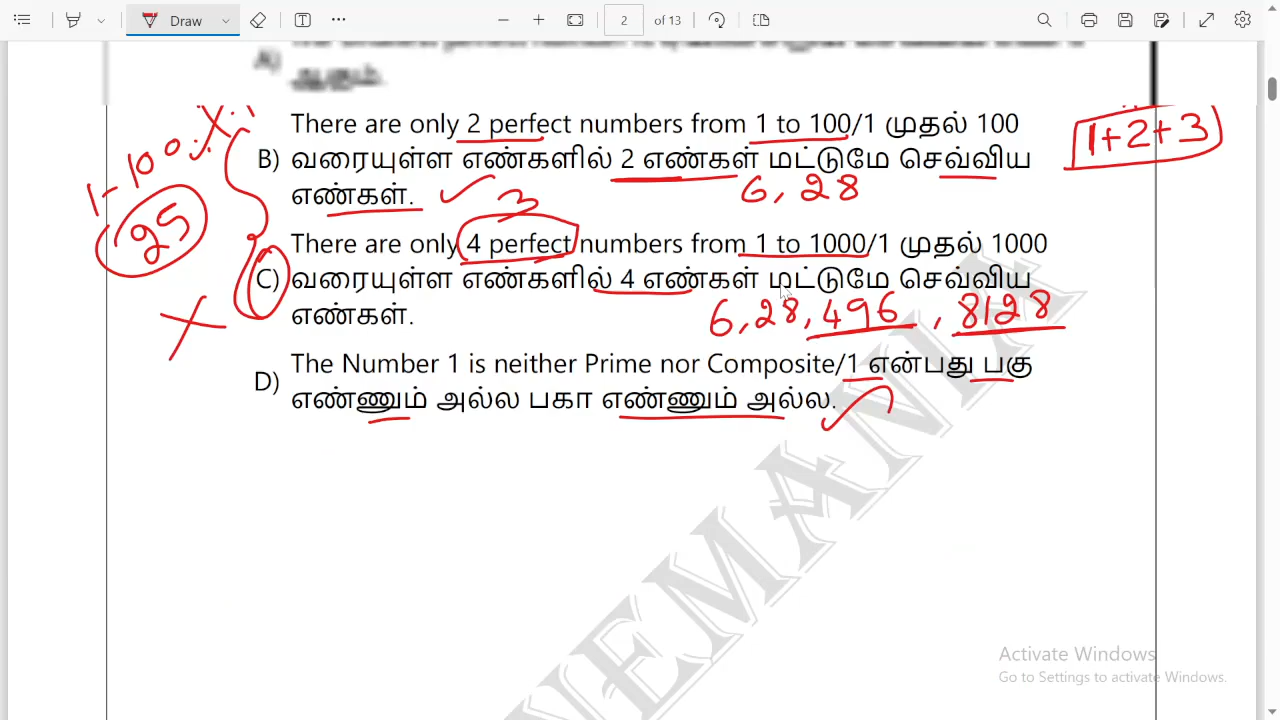 Draw
2 of 13
A)
ஆகும்.
1+2+3
1-100
25
There are only 2 perfect numbers from 1 to 100/1 முதல் 100
B) வரையுள்ள எண்களில் 2 எண்கள் மட்டுமே செவ்விய
எண்கள்.
6, 28
3
There are only 4 perfect numbers from 1 to 1000/1 முதல் 1000
C) வரையுள்ள எண்களில் 4 எண்கள் மட்டுமே செவ்விய
எண்கள்.
6, 28, 496, 8128
The Number 1 is neither Prime nor Composite/1 என்பது பகு
D) எண்ணும் அல்ல பகா எண்ணும் அல்ல.
NEMANIA
Activate Windows
Go to Settings to activate Windows.